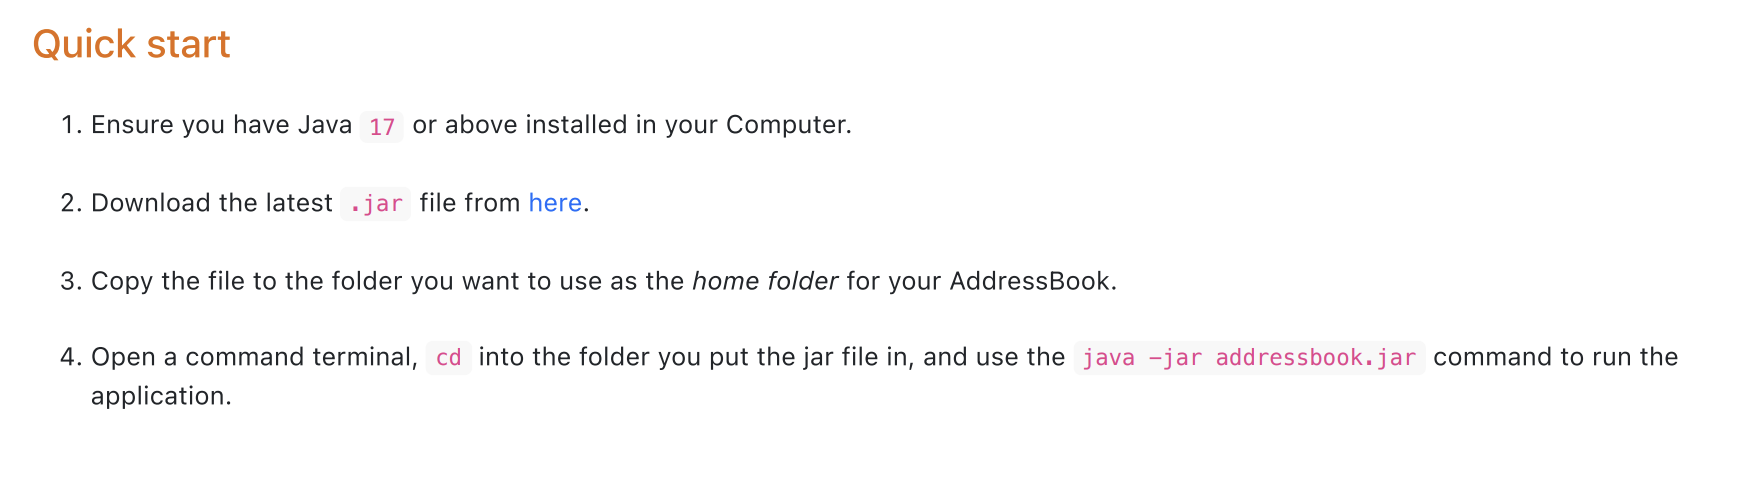 Quick start
1. Ensure you have Java 17 or above installed in your Computer.
2. Download the latest .jar file from here.
3. Copy the file to the folder you want to use as the home folder for your AddressBook.
4. Open a command terminal, cd into the folder you put the jar file in, and use the java -jar addressbook.jar command to run the
application.